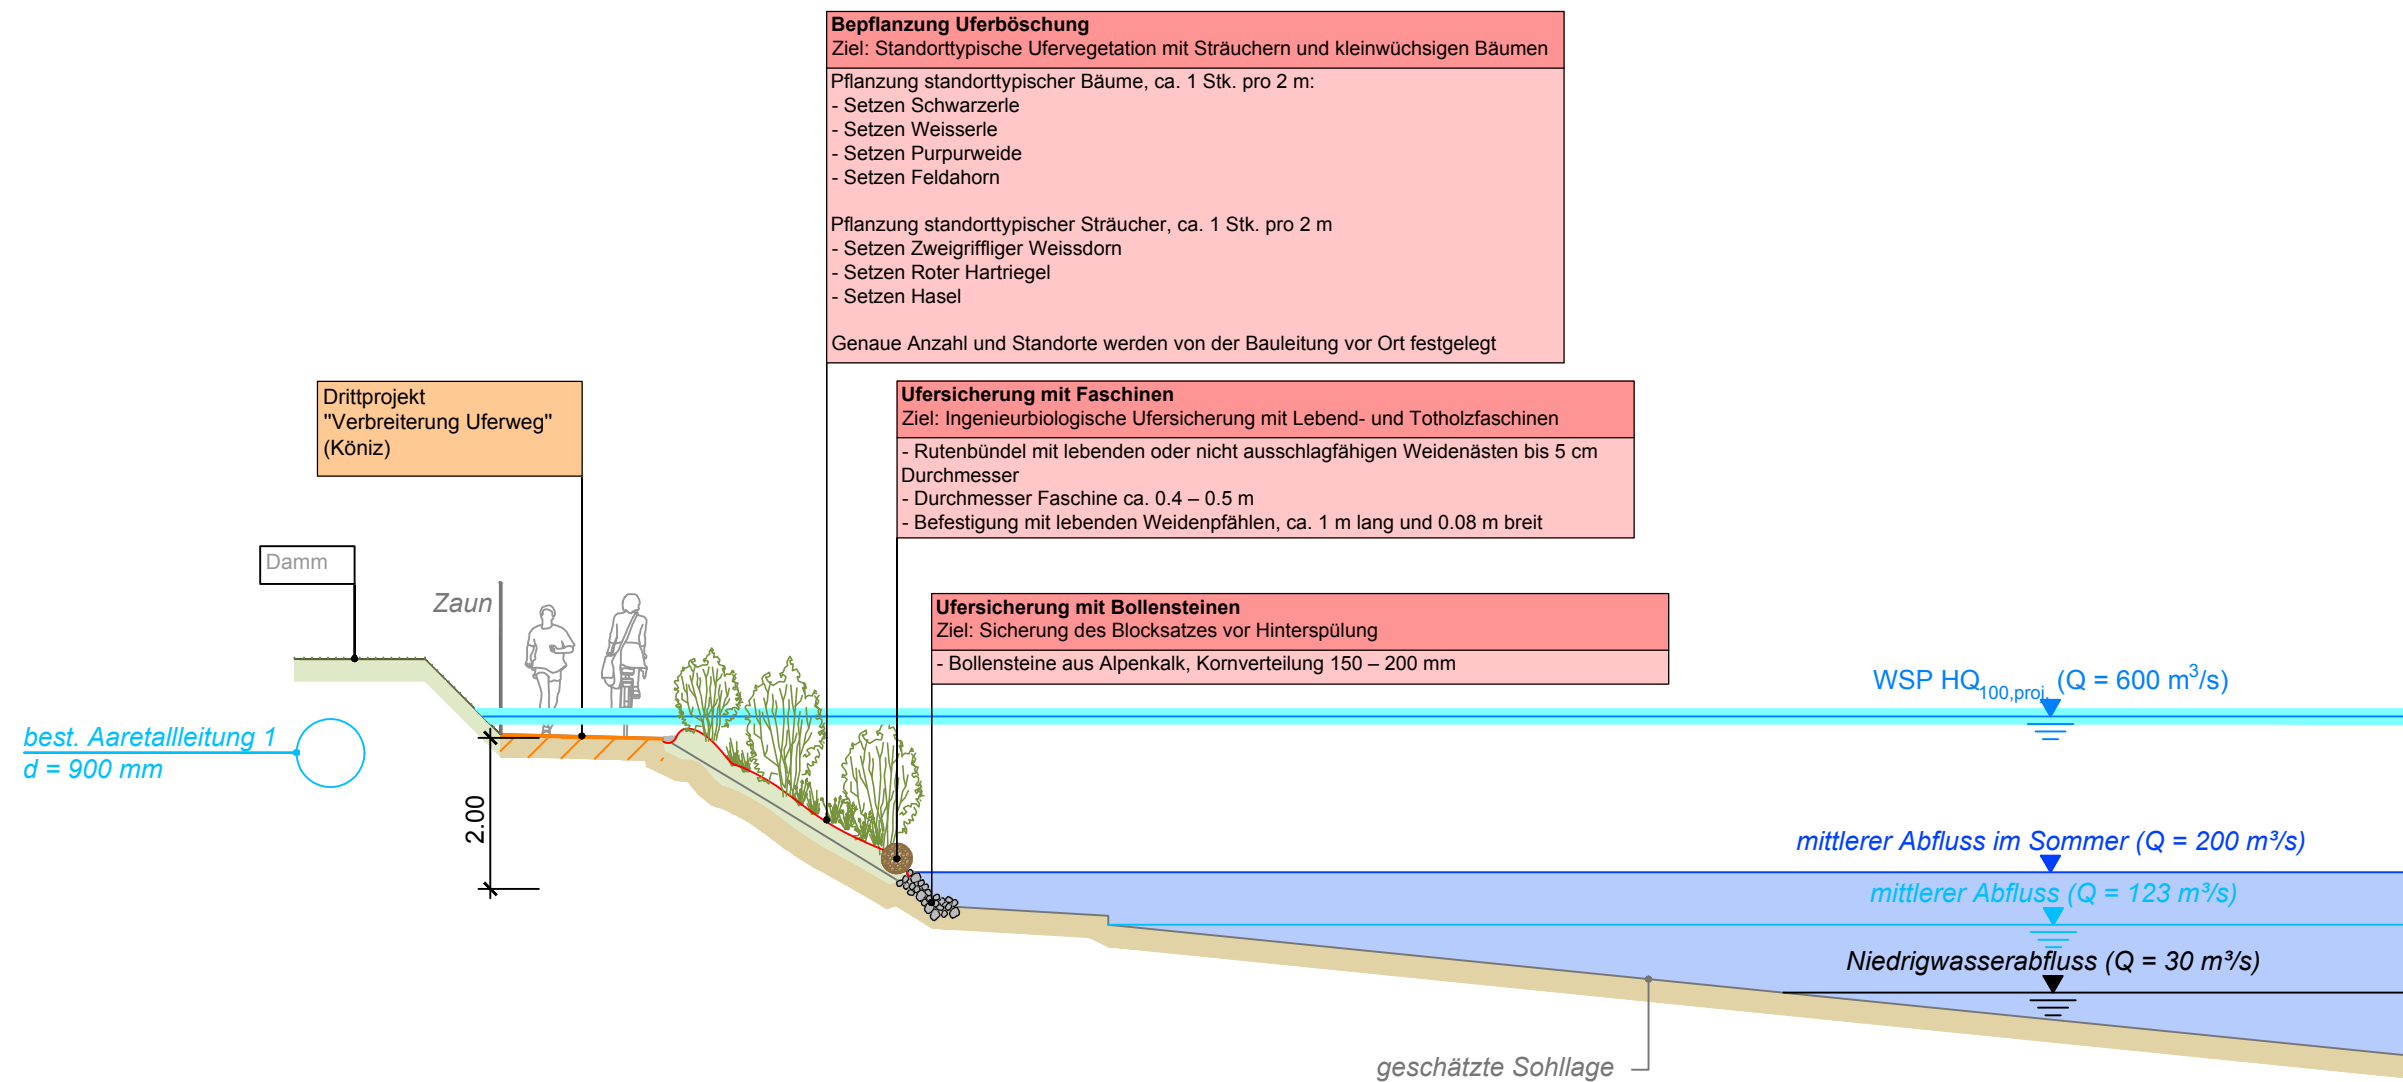 Bepflanzung Uferböschung
Ziel: Standorttypische Ufervegetation mit Sträuchern und kleinwüchsigen Bäumen
Pflanzung standorttypischer Bäume, ca. 1 Stk. pro 2 m:
- Setzen Schwarzerle
- Setzen Weisserle
- Setzen Purpurweide
- Setzen Feldahorn
Pflanzung standorttypischer Sträucher, ca. 1 Stk. pro 2 m
- Setzen Zweigriffliger Weissdorn
- Setzen Roter Hartriegel
- Setzen Hasel
Genaue Anzahl und Standorte werden von der Bauleitung vor Ort festgelegt
Drittprojekt
"Verbreiterung Uferweg"
(Köniz)
Ufersicherung mit Faschinen
Ziel: Ingenieurbiologische Ufersicherung mit Lebend- und Totholzfaschinen
- Rutenbündel mit lebenden oder nicht ausschlagfähigen Weidenästen bis 5 cm
Durchmesser
- Durchmesser Faschine ca. 0.4 – 0.5 m
- Befestigung mit lebenden Weidenpfählen, ca. 1 m lang und 0.08 m breit
Damm
Zaun
Ufersicherung mit Bollensteinen
Ziel: Sicherung des Blocksatzes vor Hinterspülung
- Bollensteine aus Alpenkalk, Kornverteilung 150 – 200 mm
WSP HQ100,proj. (Q = 600 m³/s)
best. Aaretallleitung 1
d = 900 mm
2.00
mittlerer Abfluss im Sommer (Q = 200 m³/s)
mittlerer Abfluss (Q = 123 m³/s)
Niedrigwasserabfluss (Q = 30 m³/s)
geschätzte Sohllage